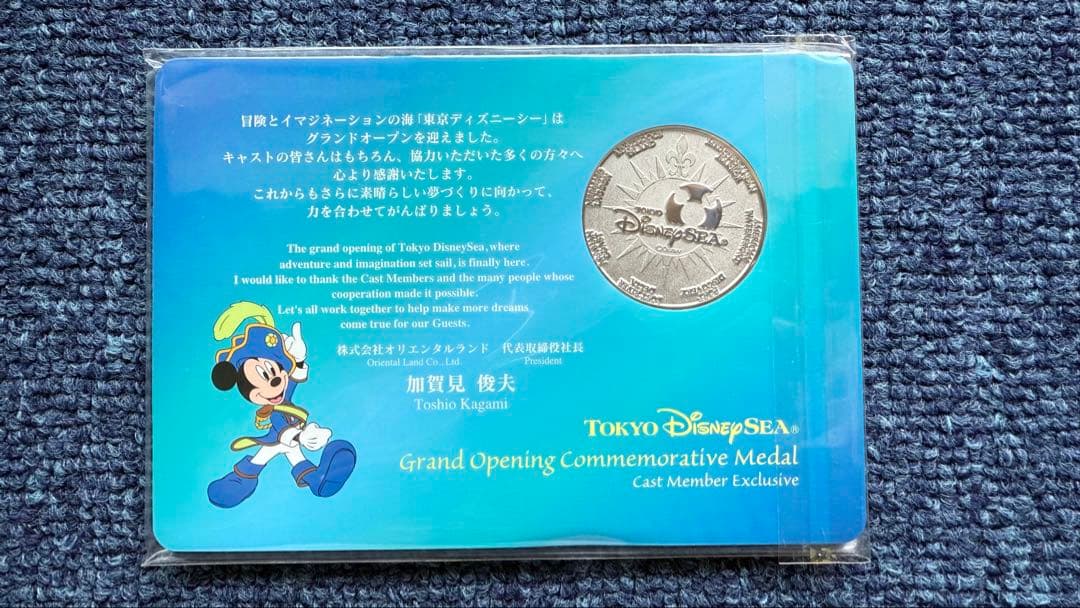 冒険とイマジネーションの海「東京ディズニーシー」は
グランドオープンを迎えました。
キャストの皆さんはもちろん、協力いただいた多くの方々へ
心より感謝いたします。
これからもさらに素晴らしい夢づくりに向かって、
力を合わせてがんばりましょう。
The grand opening of Tokyo DisneySea, where
adventure and imagination set sail, is finally here.
I would like to thank the Cast Members and the many people whose
cooperation made it possible.
Let's all work together to help make more dreams
come true for our Guests.
株式会社オリエンタルランド 代表取締役社長
Oriental Land Co., Ltd. President
加賀見 俊夫
Toshio Kagami
TOKYO
DISNEYSEA®
TOKYO DISNEYSEA®
Grand Opening Commemorative Medal
Cast Member Exclusive